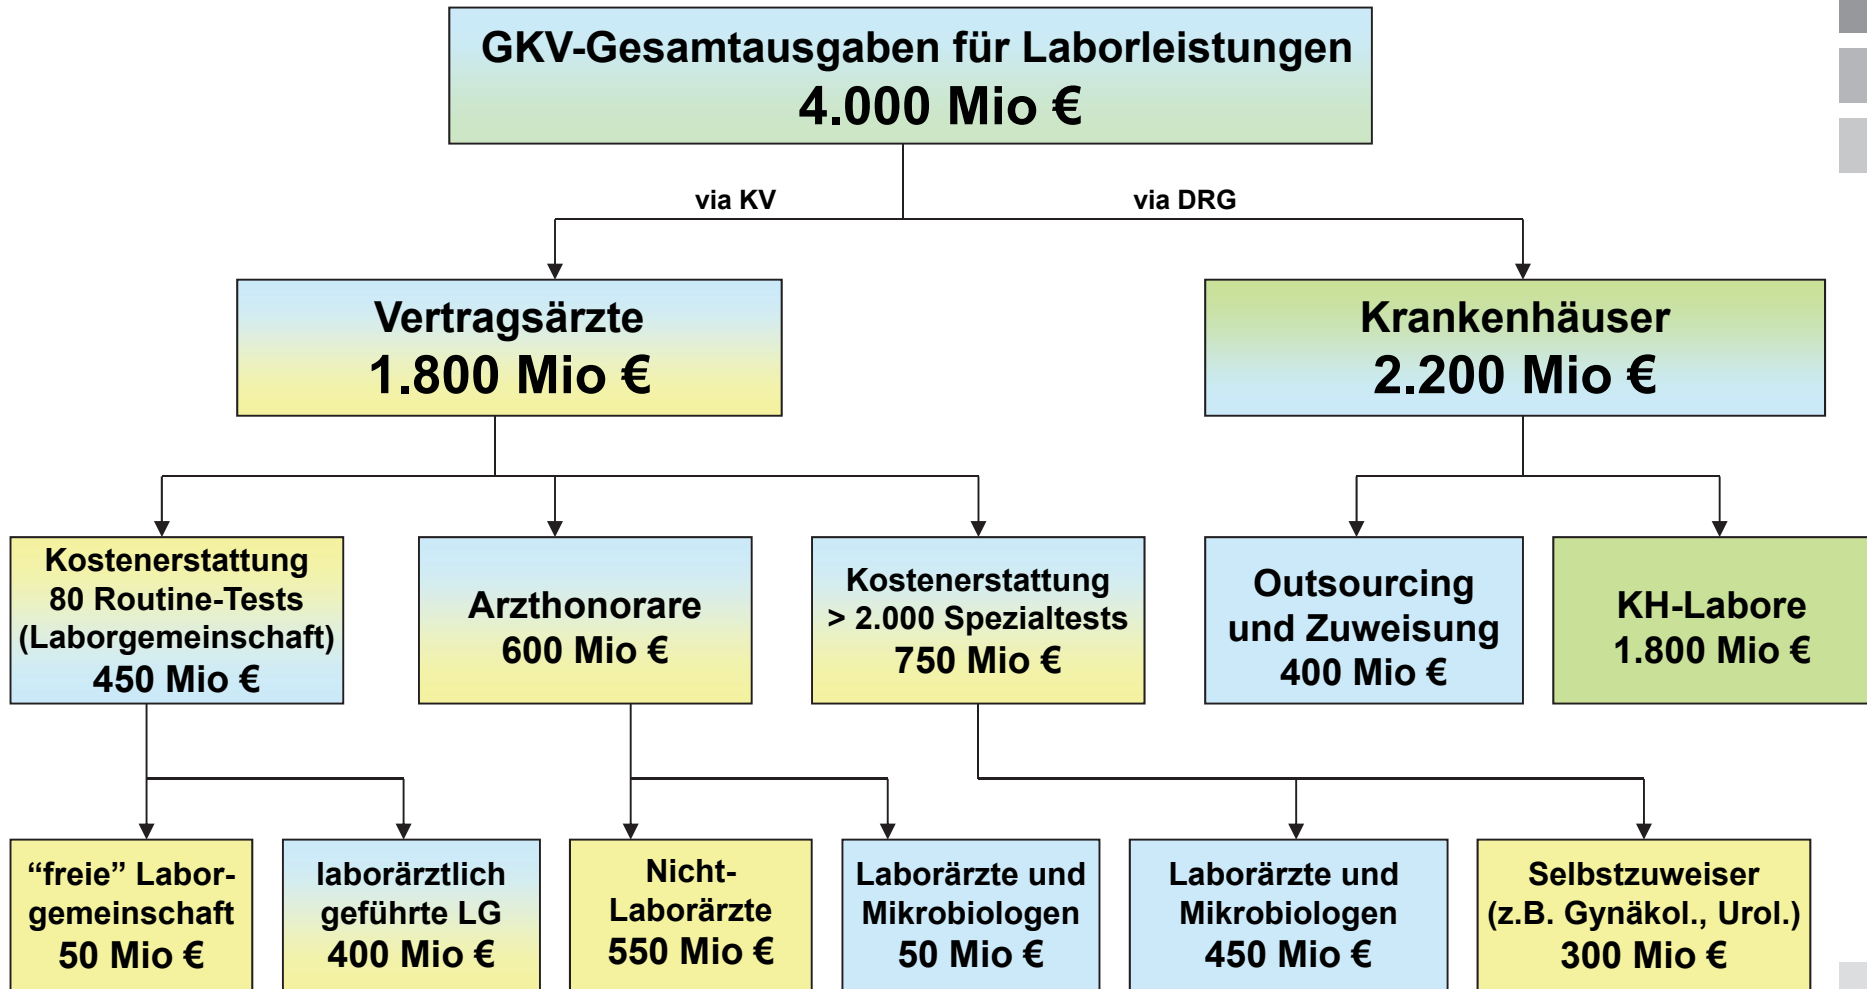 GKV-Gesamtausgaben für Laborleistungen
4.000 Mio €
via KV
via DRG
Vertragsärzte
1.800 Mio €
Krankenhäuser
2.200 Mio €
Kostenerstattung
80 Routine-Tests
(Laborgemeinschaft)
450 Mio €
Arzthonorare
600 Mio €
Kostenerstattung
> 2.000 Spezialtests
750 Mio €
Outsourcing
und Zuweisung
400 Mio €
KH-Labore
1.800 Mio €
“freie” Labor-
gemeinschaft
50 Mio €
laborärztlich
geführte LG
400 Mio €
Nicht-
Laborärzte
550 Mio €
Laborärzte und
Mikrobiologen
50 Mio €
Laborärzte und
Mikrobiologen
450 Mio €
Selbstzuweiser
(z.B. Gynäkol., Urol.)
300 Mio €